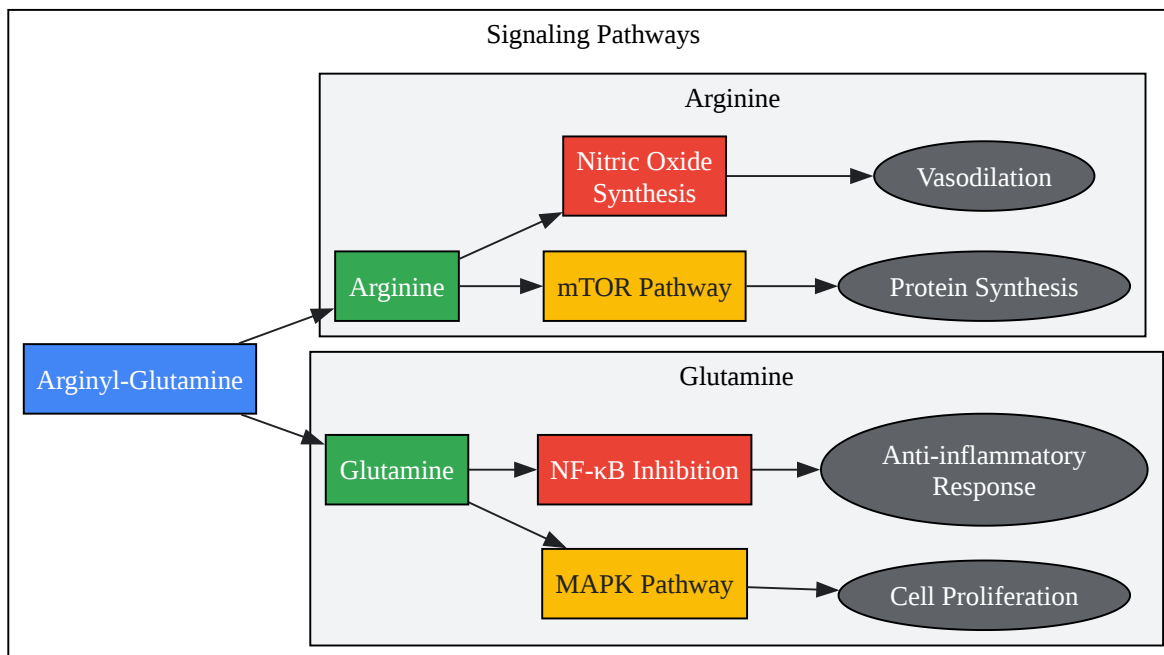 Signaling Pathways
Arginine
Nitric Oxide
Synthesis
Vasodilation
Arginine
mTOR Pathway
Protein Synthesis
Arginyl-Glutamine
Glutamine
Glutamine
NF-κB Inhibition
Anti-inflammatory
Response
MAPK Pathway
Cell Proliferation